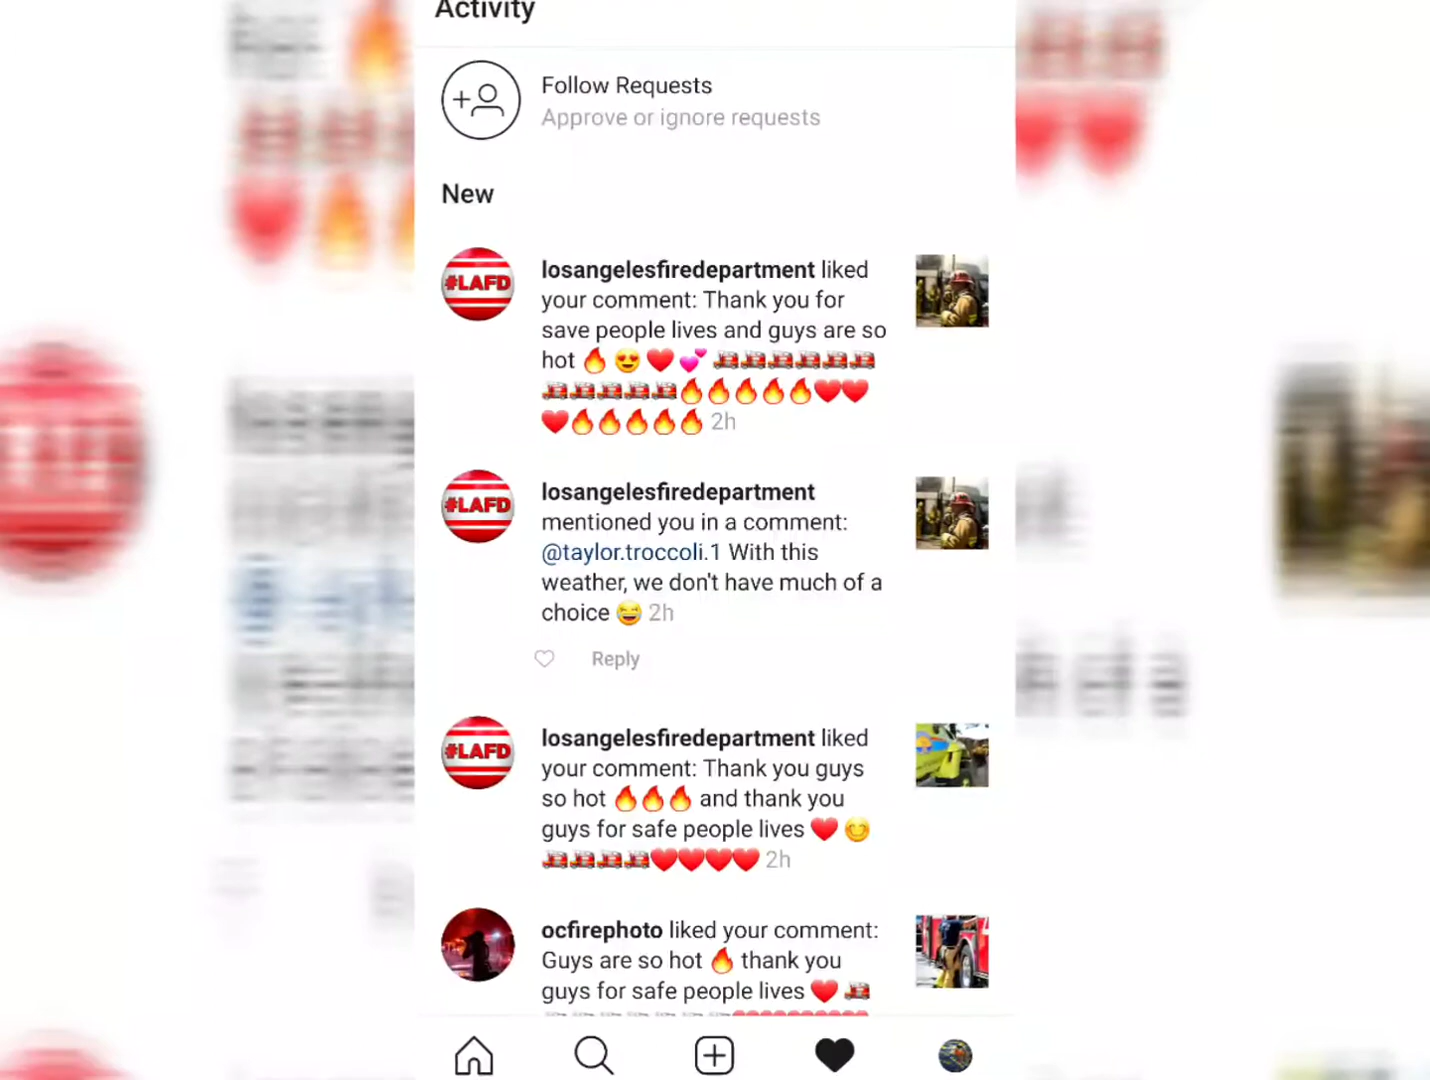 Activity
Follow Requests
Approve or ignore requests
New
#LAFD
losangelesfiredepartment liked
your comment: Thank you for
save people lives and guys are so
hot 🔥 😍 ❤️ 💕 🚒🚒🚒🚒🚒🚒
🚒🚒🚒🚒🚒🔥🔥🔥🔥🔥❤️❤️
❤️🔥🔥🔥🔥🔥 2h
#LAFD
losangelesfiredepartment
mentioned you in a comment:
@taylor.troccoli.1 With this
weather, we don't have much of a
choice 😅 2h
Reply
#LAFD
losangelesfiredepartment liked
your comment: Thank you guys
so hot 🔥🔥🔥 and thank you
guys for safe people lives ❤️ 😊
🚒🚒🚒🚒❤️❤️❤️❤️ 2h
ocfirephoto liked your comment:
Guys are so hot 🔥 thank you
guys for safe people lives ❤️ 🚒